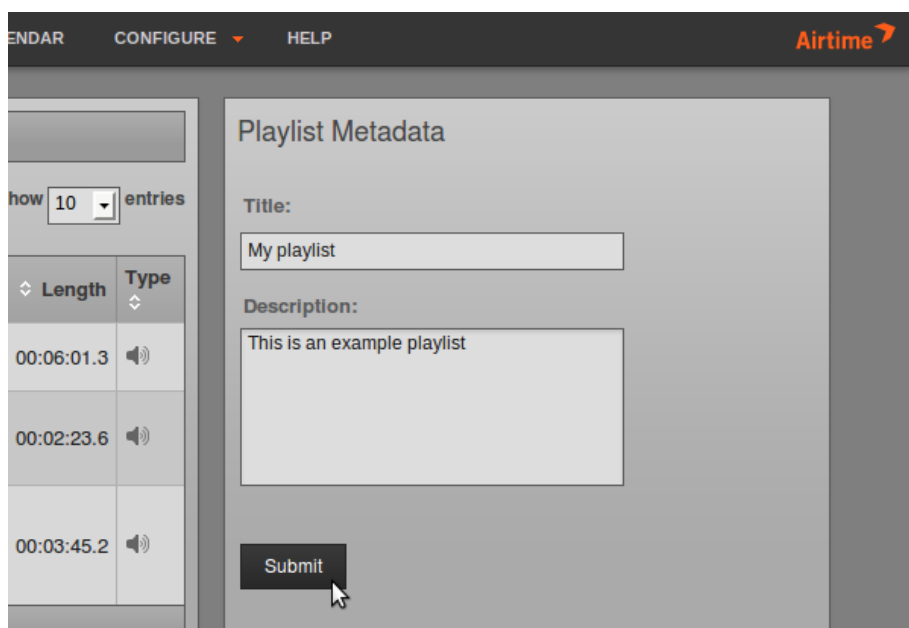 ENDAR CONFIGURE HELP Airtime
Playlist Metadata
how 10 entries
Title:
My playlist
Length Type
Description:
This is an example playlist
00:06:01.3
00:02:23.6
00:03:45.2
Submit